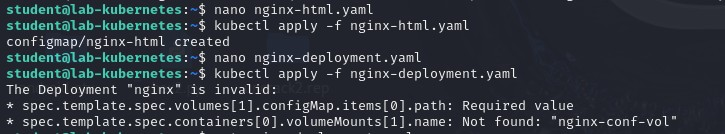 student@lab-kubernetes:~$ nano nginx-html.yaml
student@lab-kubernetes:~$ kubectl apply -f nginx-html.yaml
configmap/nginx-html created
student@lab-kubernetes:~$ nano nginx-deployment.yaml
student@lab-kubernetes:~$ kubectl apply -f nginx-deployment.yaml
The Deployment "nginx" is invalid:
* spec.template.spec.volumes[1].configMap.items[0].path: Required value
* spec.template.spec.containers[0].volumeMounts[1].name: Not found: "nginx-conf-vol"